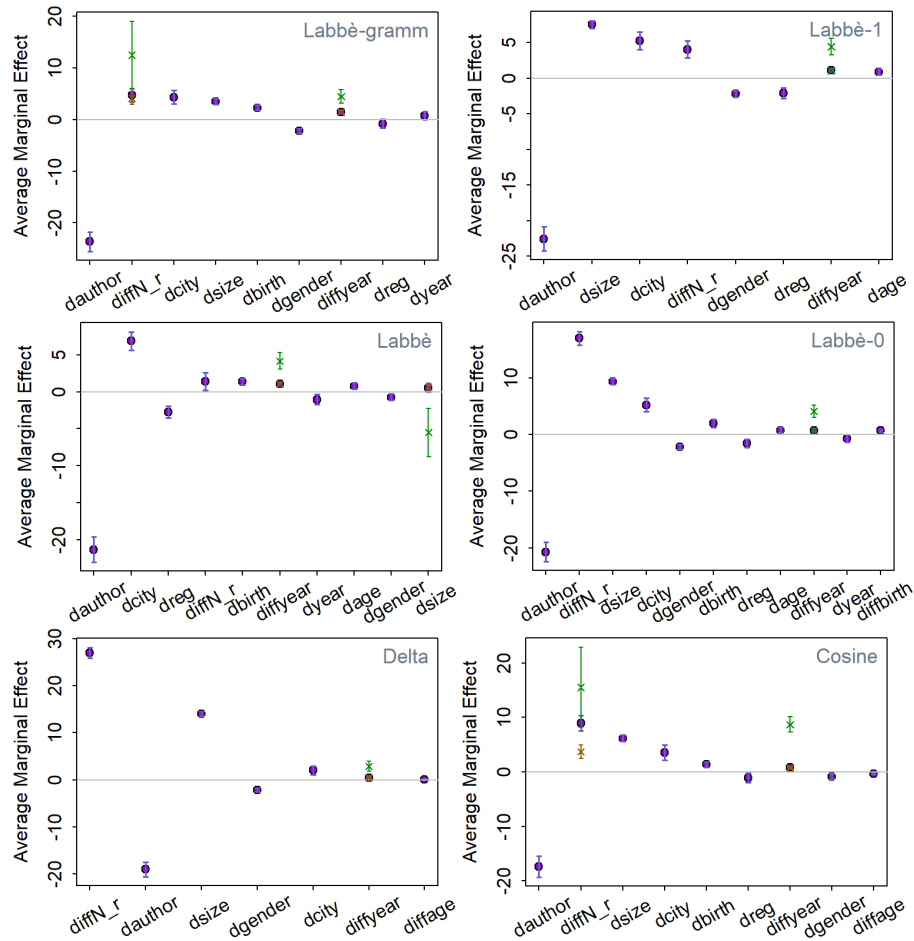 Labbè-gramm
Average Marginal Effect
20
10
0
-10
-20
dauthor
diffN_r
dcity
dsize
dbirth
dgender
diffyear
dreg
dyear
Labbè-1
Average Marginal Effect
5
0
-5
-15
-25
dauthor
dsize
dcity
diffN_r
dgender
dreg
diffyear
dage
Labbè
Average Marginal Effect
5
0
-10
-20
dauthor
dcity
dreg
diffN_r
dbirth
diffyear
dyear
dage
dgender
dsize
Labbè-0
Average Marginal Effect
10
0
-10
-20
dauthor
diffN_r
dsize
dcity
dgender
dbirth
dreg
dage
diffyear
dyear
diffbirth
Delta
Average Marginal Effect
30
20
10
0
-10
-20
diffN_r
dauthor
dsize
dgender
dcity
diffyear
diffage
Cosine
Average Marginal Effect
20
10
0
-10
-20
dauthor
diffN_r
dsize
dcity
dbirth
dreg
diffyear
dgender
diffage